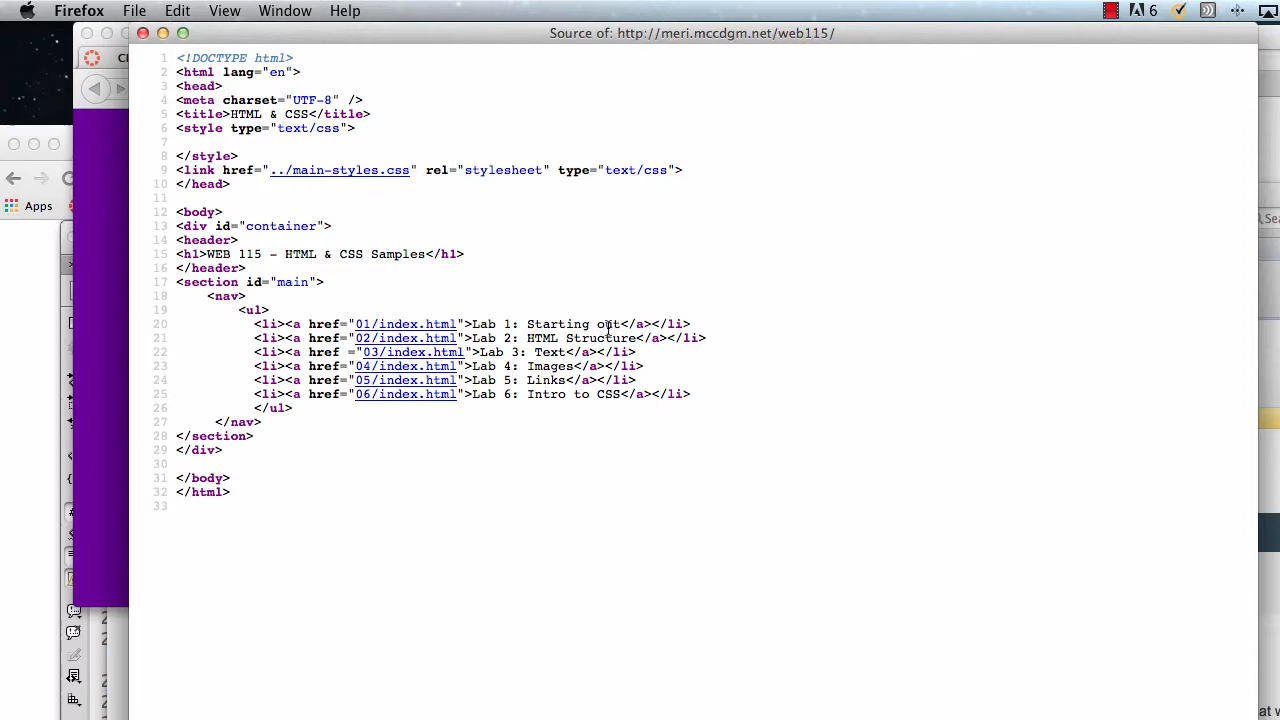 Firefox File Edit View Window Help 6
Source of: http://meri.mccdgm.net/web115/
1 <!DOCTYPE html>
2 <html lang="en">
3 <head>
4 <meta charset="UTF-8" />
5 <title>HTML & CSS</title>
6 <style type="text/css">
7
8 </style>
9 <link href="../main-styles.css" rel="stylesheet" type="text/css">
10 </head>
11
12 <body>
13 <div id="container">
14 <header>
15 <h1>WEB 115 - HTML & CSS Samples</h1>
16 </header>
17 <section id="main">
18 <nav>
19 <ul>
20 <li><a href="01/index.html">Lab 1: Starting out</a></li>
21 <li><a href="02/index.html">Lab 2: HTML Structure</a></li>
22 <li><a href ="03/index.html">Lab 3: Text</a></li>
23 <li><a href="04/index.html">Lab 4: Images</a></li>
24 <li><a href="05/index.html">Lab 5: Links</a></li>
25 <li><a href="06/index.html">Lab 6: Intro to CSS</a></li>
26 </ul>
27 </nav>
28 </section>
29 </div>
30
31 </body>
32 </html>
33
Apps